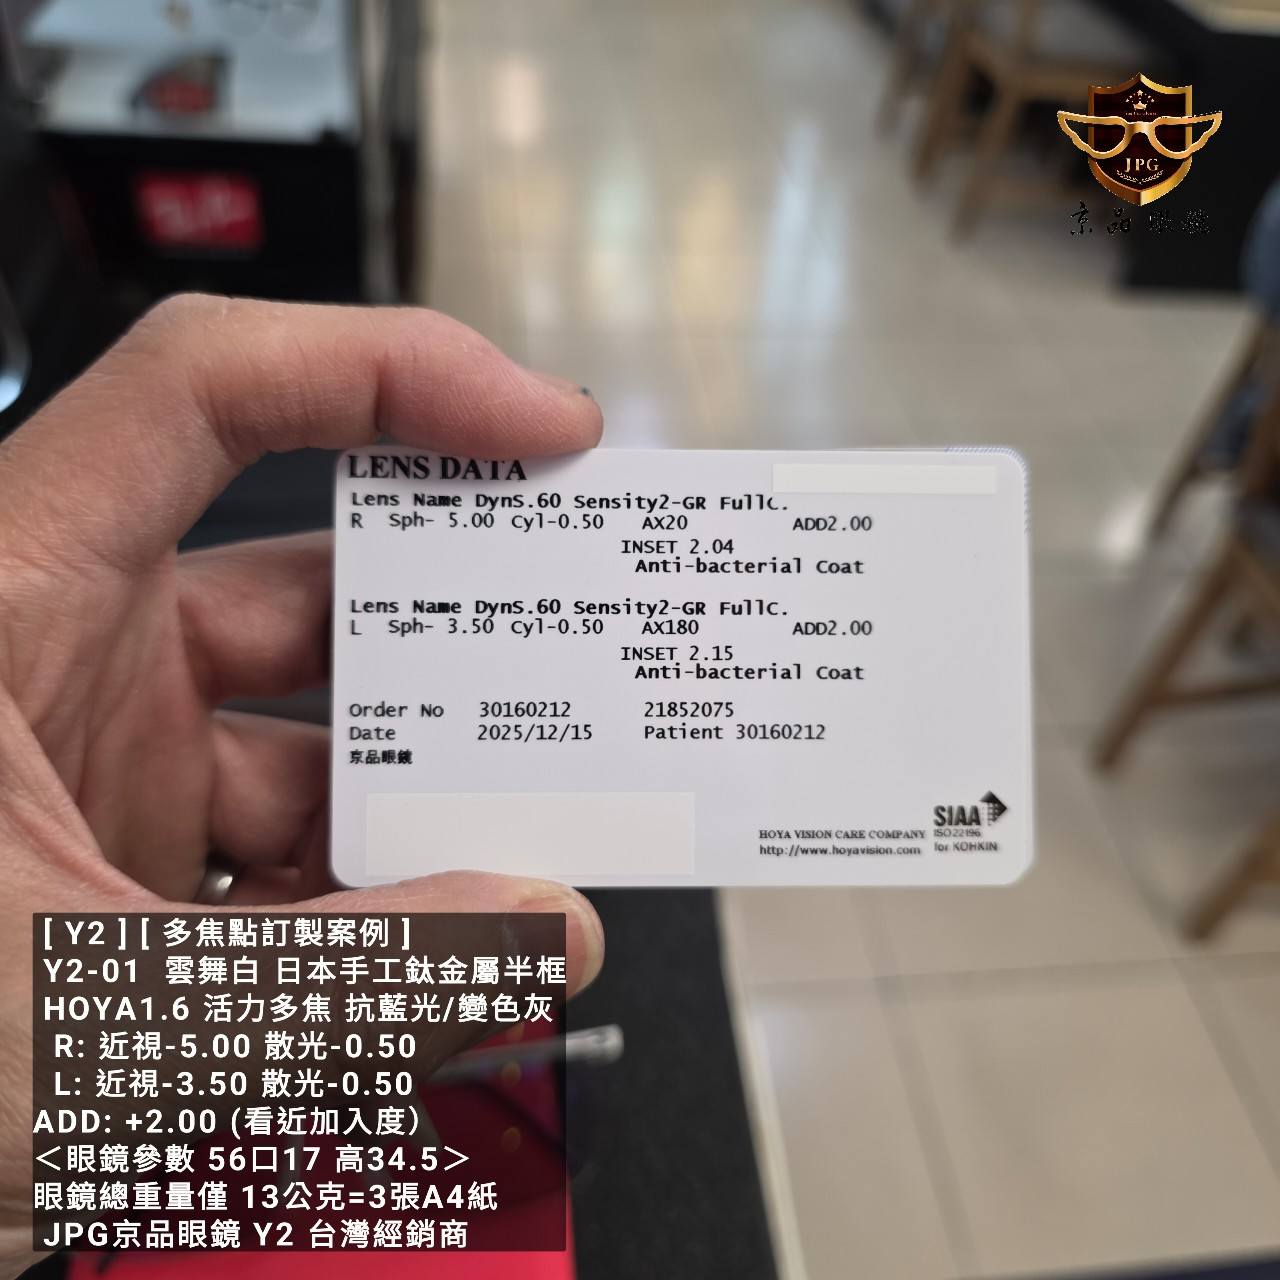 JPG
京品眼鏡
LENS DATA
Lens Name DynS.60 Sensity2-GR FullC.
R Sph- 5.00 Cyl-0.50 AX20 ADD2.00
INSET 2.04
Anti-bacterial Coat
Lens Name DynS.60 Sensity2-GR FullC.
L Sph- 3.50 Cyl-0.50 AX180 ADD2.00
INSET 2.15
Anti-bacterial Coat
Order No 30160212 21852075
Date 2025/12/15 Patient 30160212
京品眼鏡
SIAA
ISO22196
for KOHKIN
HOYA VISION CARE COMPANY
http://www.hoyavision.com
[ Y2 ] [ 多焦點訂製案例 ]
Y2-01 雲舞白 日本手工鈦金屬半框
HOYA1.6 活力多焦 抗藍光/變色灰
R: 近視-5.00 散光-0.50
L: 近視-3.50 散光-0.50
ADD: +2.00 (看近加入度）
＜眼鏡參數 56口17 高34.5＞
眼鏡總重量僅 13公克=3張A4紙
JPG京品眼鏡 Y2 台灣經銷商